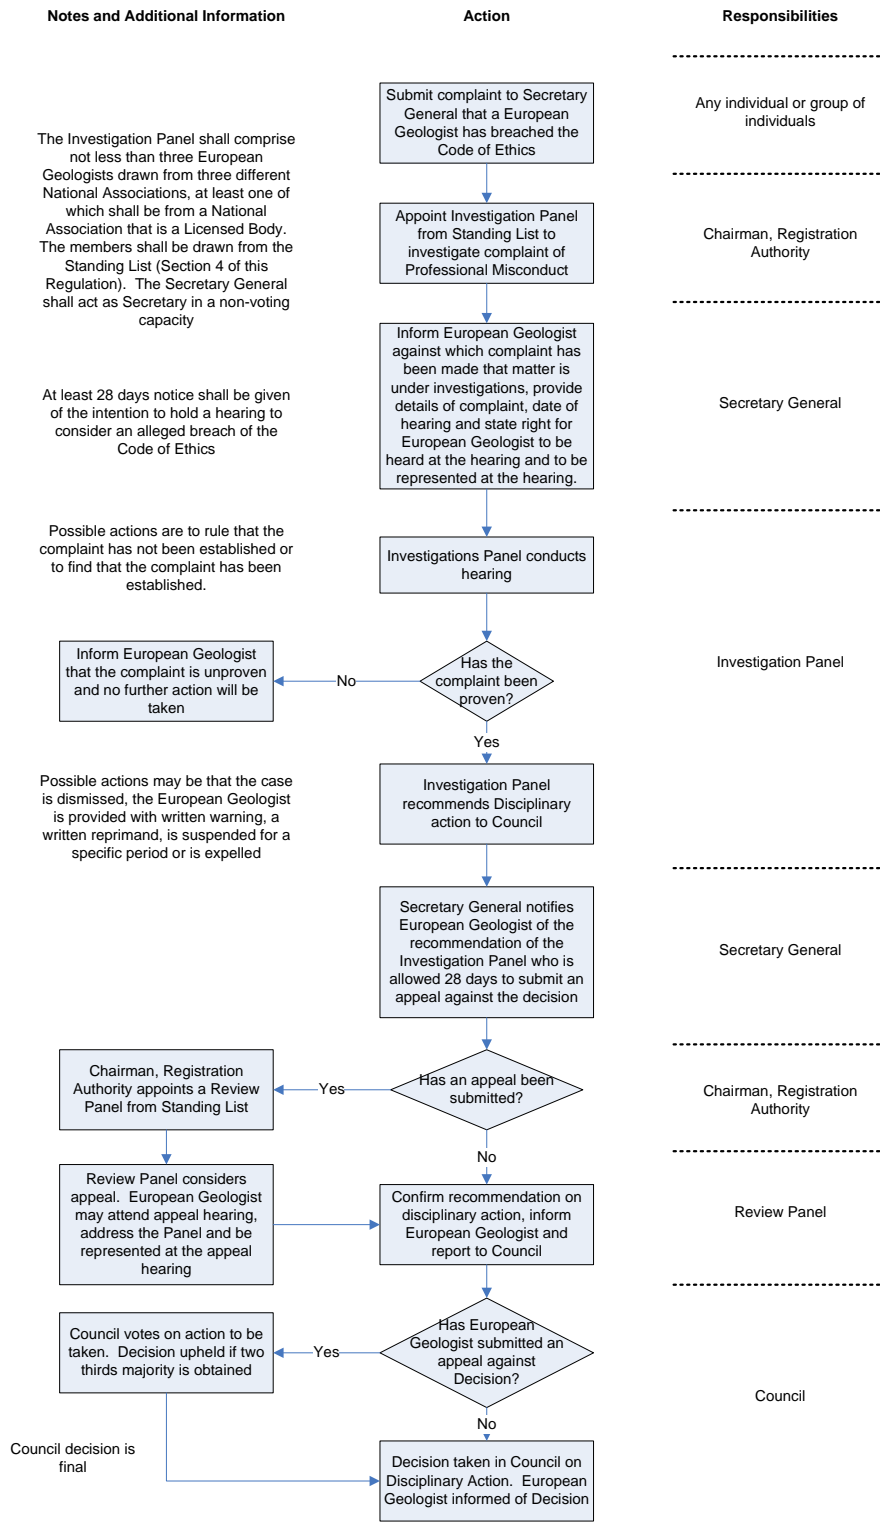 Notes and Additional Information
Action
Responsibilities
Submit complaint to Secretary
General that a European
Geologist has breached the
Code of Ethics
Any individual or group of
individuals
The Investigation Panel shall comprise
not less than three European
Geologists drawn from three different
National Associations, at least one of
which shall be from a National
Association that is a Licensed Body.
The members shall be drawn from the
Standing List (Section 4 of this
Regulation).  The Secretary General
shall act as Secretary in a non-voting
capacity
Appoint Investigation Panel
from Standing List to
investigate complaint of
Professional Misconduct
Chairman, Registration
Authority
Inform European Geologist
against which complaint has
been made that matter is
under investigations, provide
details of complaint, date of
hearing and state right for
European Geologist to be
heard at the hearing and to be
represented at the hearing.
At least 28 days notice shall be given
of the intention to hold a hearing to
consider an alleged breach of the
Code of Ethics
Secretary General
Possible actions are to rule that the
complaint has not been established or
to find that the complaint has been
established.
Investigations Panel conducts
hearing
Inform European Geologist
that the complaint is unproven
and no further action will be
taken
No
Has the
complaint been
proven?
Investigation Panel
Yes
Possible actions may be that the case
is dismissed, the European Geologist
is provided with written warning, a
written reprimand, is suspended for a
specific period or is expelled
Investigation Panel
recommends Disciplinary
action to Council
Secretary General notifies
European Geologist of the
recommendation of the
Investigation Panel who is
allowed 28 days to submit an
appeal against the decision
Secretary General
Chairman, Registration
Authority appoints a Review
Panel from Standing List
Yes
Has an appeal been
submitted?
Chairman, Registration
Authority
No
Review Panel considers
appeal.  European Geologist
may attend appeal hearing,
address the Panel and be
represented at the appeal
hearing
Confirm recommendation on
disciplinary action, inform
European Geologist and
report to Council
Review Panel
Council votes on action to be
taken.  Decision upheld if two
thirds majority is obtained
Yes
Has European
Geologist submitted an
appeal against
Decision?
Council
No
Council decision is
final
Decision taken in Council on
Disciplinary Action.  European
Geologist informed of Decision